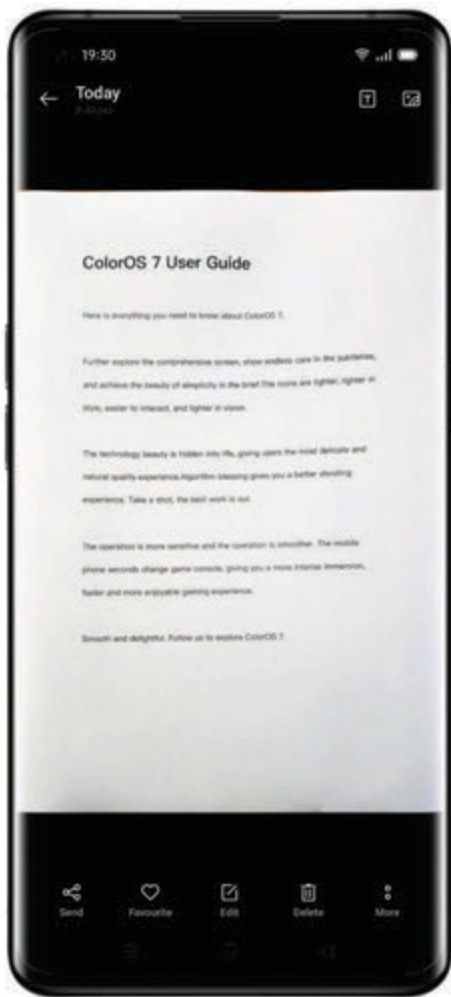 19:30
Today
T
ColorOS 7 User Guide
Here is everything you need to know about ColorOS 7.
Further explore the comprehensive screen, show endless care in the subtleties,
and achieve the beauty of simplicity in the brief.The icons are lighter, lighter in
style, easier to interact, and lighter in vision.
The technology beauty is hidden into life, giving users the most delicate and
natural quality experience.Algorithm blessing gives you a better shooting
experience. Take a shot, the best work is out.
The operation is more sensitive and the operation is smoother. The mobile
phone seconds change game console, giving you a more intense immersion,
faster and more enjoyable gaming experience.
Smooth and delightful. Follow us to explore ColorOS 7.
Send
Favourite
Edit
Delete
More